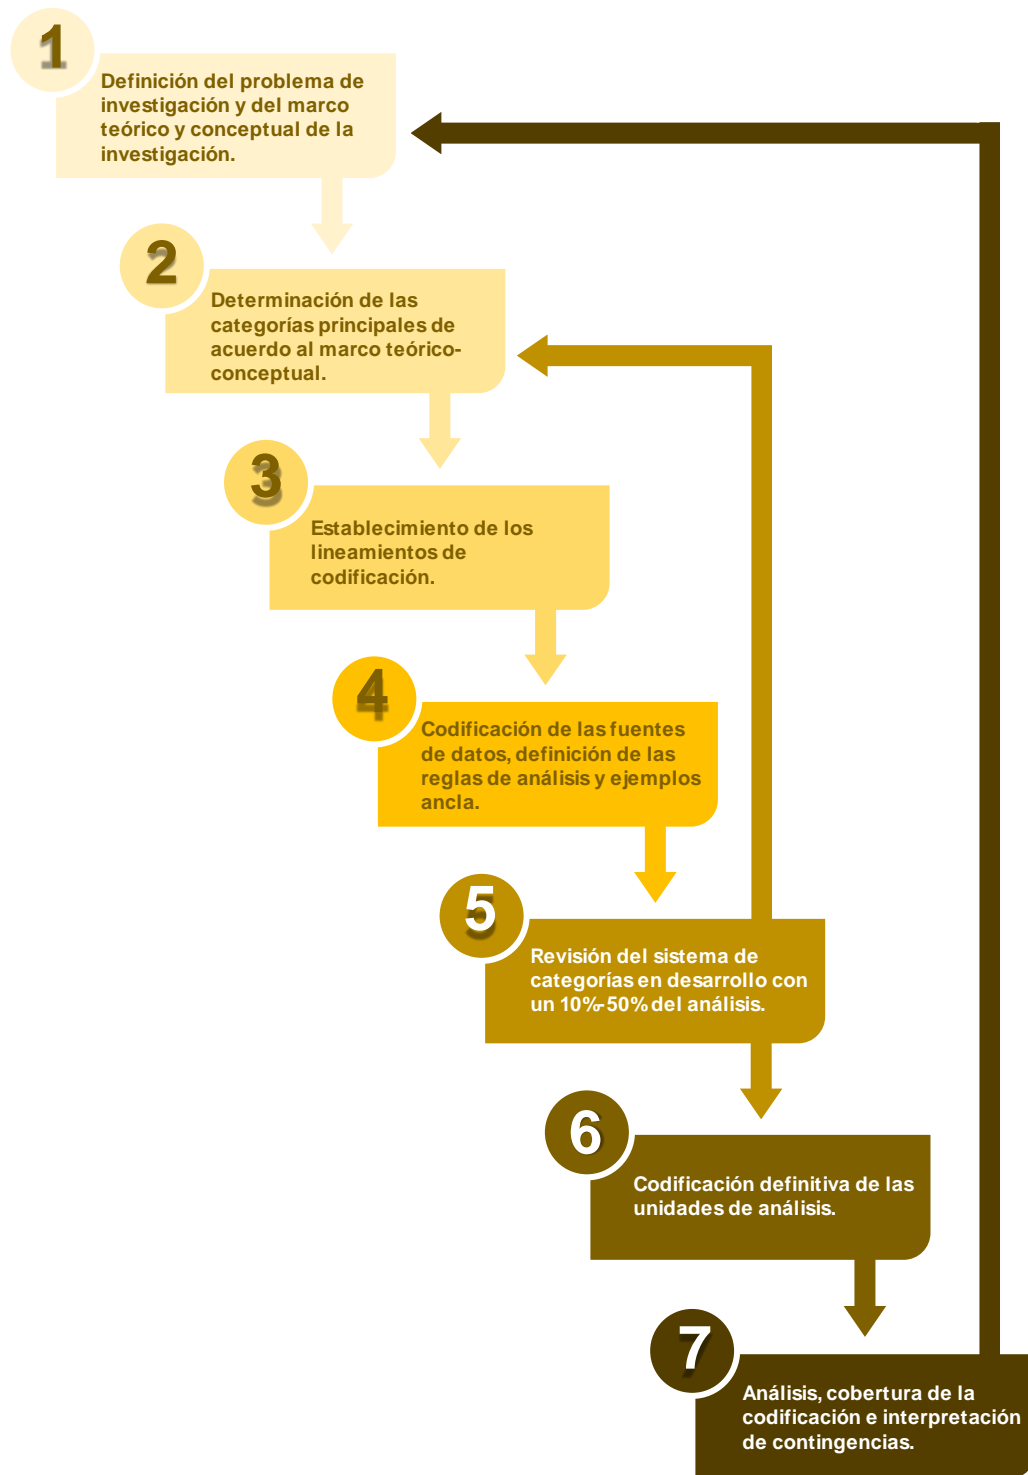 1
Definición del problema de
investigación y del marco
teórico y conceptual de la
investigación.
2
Determinación de las
categorías principales de
acuerdo al marco teórico-
conceptual.
3
Establecimiento de los
lineamientos de
codificación.
4
Codificación de las fuentes
de datos, definición de las
reglas de análisis y ejemplos
ancla.
5
Revisión del sistema de
categorías en desarrollo con
un 10%-50% del análisis.
6
Codificación definitiva de las
unidades de análisis.
7
Análisis, cobertura de la
codificación e interpretación
de contingencias.